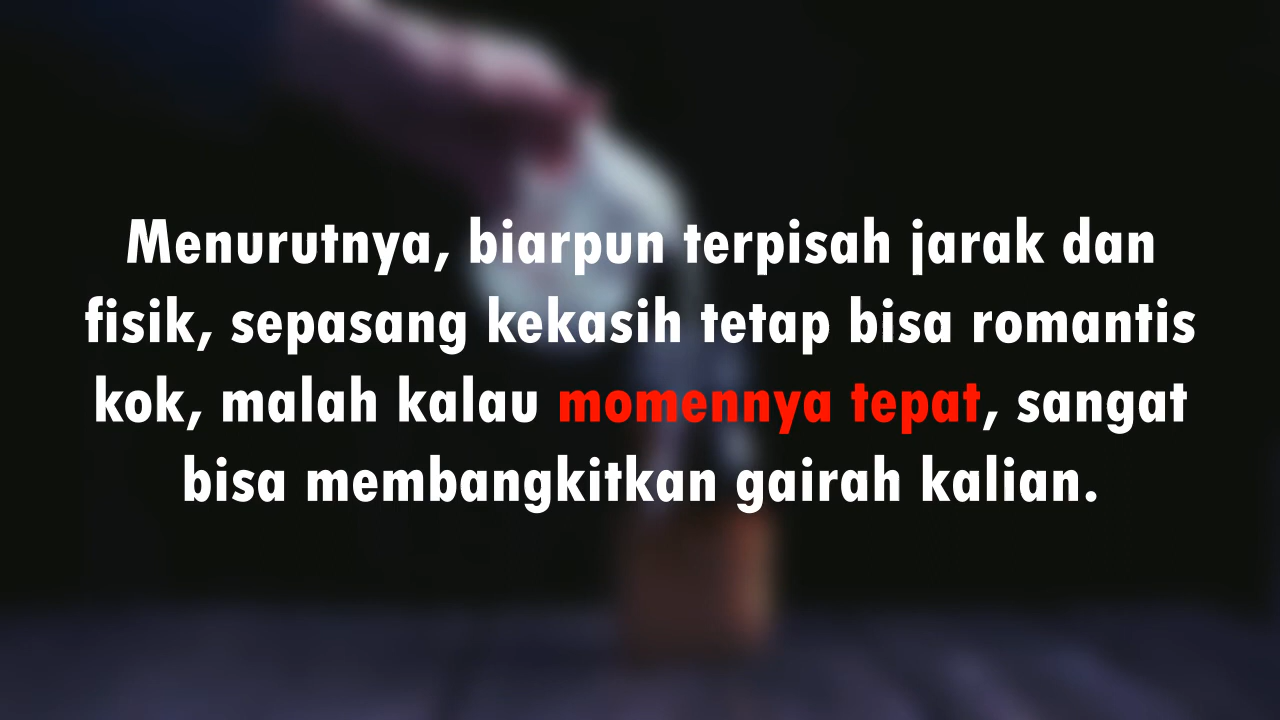 Menurutnya, biarpun terpisah jarak dan
fisik, sepasang kekasih tetap bisa romantis
kok, malah kalau momennya tepat, sangat
bisa membangkitkan gairah kalian.